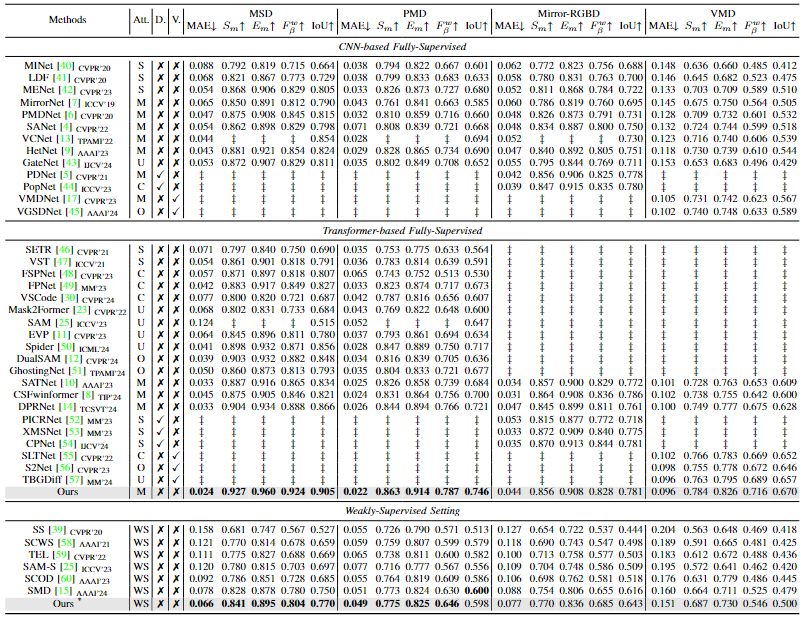 Methods Att. D. V. MSD PMD Mirror-RGBD VMD
MAE↓ Sm↑ Em↑ Fβω↑ IoU↑ MAE↓ Sm↑ Em↑ Fβω↑ IoU↑ MAE↓ Sm↑ Em↑ Fβω↑ IoU↑ MAE↓ Sm↑ Em↑ Fβω↑ IoU↑
CNN-based Fully-Supervised
MINet [40] CVPR'20 S ✗ ✗ 0.088 0.792 0.819 0.715 0.664 0.038 0.794 0.822 0.667 0.601 0.062 0.772 0.823 0.756 0.688 0.148 0.636 0.660 0.485 0.412
LDF [41] CVPR'20 S ✗ ✗ 0.068 0.821 0.867 0.773 0.729 0.038 0.799 0.833 0.683 0.633 0.058 0.780 0.831 0.763 0.700 0.146 0.645 0.682 0.523 0.475
MENet [42] CVPR'23 S ✗ ✗ 0.054 0.868 0.906 0.829 0.805 0.033 0.826 0.873 0.727 0.680 0.052 0.811 0.868 0.784 0.722 0.133 0.703 0.709 0.589 0.510
MirrorNet [7] ICCV'19 M ✗ ✗ 0.065 0.850 0.891 0.812 0.790 0.043 0.761 0.841 0.663 0.585 0.060 0.786 0.819 0.760 0.695 0.145 0.675 0.750 0.564 0.505
PMDNet [6] CVPR'20 M ✗ ✗ 0.047 0.875 0.908 0.845 0.815 0.032 0.810 0.859 0.716 0.660 0.048 0.826 0.873 0.791 0.731 0.128 0.709 0.732 0.601 0.532
SANet [4] CVPR'22 M ✗ ✗ 0.054 0.862 0.898 0.829 0.798 0.071 0.808 0.839 0.721 0.668 0.048 0.834 0.887 0.800 0.750 0.132 0.724 0.744 0.599 0.518
VCNet [13] TPAMI'22 M ✗ ✗ 0.044 ‡ ‡ ‡ 0.854 0.028 ‡ ‡ ‡ 0.694 0.052 ‡ ‡ ‡ 0.730 0.123 0.716 0.740 0.606 0.539
HetNet [9] AAAI'23 M ✗ ✗ 0.043 0.881 0.921 0.854 0.824 0.029 0.828 0.865 0.734 0.690 0.047 0.840 0.892 0.805 0.751 0.118 0.730 0.739 0.610 0.544
GateNet [43] IJCV'24 U ✗ ✗ 0.053 0.872 0.907 0.829 0.811 0.035 0.802 0.849 0.708 0.652 0.055 0.795 0.844 0.769 0.711 0.153 0.653 0.683 0.496 0.429
PDNet [5] CVPR'21 M ✓ ✗ ‡ ‡ ‡ ‡ ‡ ‡ ‡ ‡ ‡ ‡ 0.042 0.856 0.906 0.825 0.778 ‡ ‡ ‡ ‡ ‡
PopNet [44] ICCV'23 C ✓ ✗ ‡ ‡ ‡ ‡ ‡ ‡ ‡ ‡ ‡ ‡ 0.039 0.847 0.915 0.835 0.780 ‡ ‡ ‡ ‡ ‡
VMDNet [17] CVPR'23 M ✗ ✓ ‡ ‡ ‡ ‡ ‡ ‡ ‡ ‡ ‡ ‡ ‡ ‡ ‡ ‡ ‡ 0.105 0.731 0.742 0.623 0.567
VGSDNet [45] AAAI'24 O ✗ ✓ ‡ ‡ ‡ ‡ ‡ ‡ ‡ ‡ ‡ ‡ ‡ ‡ ‡ ‡ ‡ 0.102 0.740 0.748 0.633 0.589
Transformer-based Fully-Supervised
SETR [46] CVPR'21 S ✗ ✗ 0.071 0.797 0.840 0.750 0.690 0.035 0.753 0.775 0.633 0.564 ‡ ‡ ‡ ‡ ‡ ‡ ‡ ‡ ‡ ‡
VST [47] ICCV'21 S ✗ ✗ 0.054 0.861 0.901 0.818 0.791 0.036 0.783 0.814 0.639 0.591 ‡ ‡ ‡ ‡ ‡ ‡ ‡ ‡ ‡ ‡
FSPNet [48] CVPR'23 C ✗ ✗ 0.057 0.871 0.897 0.818 0.807 0.065 0.743 0.752 0.513 0.530 ‡ ‡ ‡ ‡ ‡ ‡ ‡ ‡ ‡ ‡
FPNet [49] MM'23 C ✗ ✗ 0.042 0.883 0.917 0.849 0.827 0.033 0.823 0.874 0.717 0.673 ‡ ‡ ‡ ‡ ‡ ‡ ‡ ‡ ‡ ‡
VSCode [30] CVPR'24 C ✗ ✗ 0.077 0.800 0.820 0.721 0.687 0.042 0.787 0.816 0.656 0.607 ‡ ‡ ‡ ‡ ‡ ‡ ‡ ‡ ‡ ‡
Mask2Former [23] CVPR'22 U ✗ ✗ 0.068 0.802 0.831 0.733 0.684 0.043 0.769 0.822 0.648 0.600 ‡ ‡ ‡ ‡ ‡ ‡ ‡ ‡ ‡ ‡
SAM [25] ICCV'23 U ✗ ✗ 0.124 ‡ ‡ ‡ 0.515 0.052 ‡ ‡ ‡ 0.647 ‡ ‡ ‡ ‡ ‡ ‡ ‡ ‡ ‡ ‡
EVP [11] CVPR'23 U ✗ ✗ 0.064 0.845 0.896 0.811 0.780 0.037 0.793 0.861 0.694 0.634 ‡ ‡ ‡ ‡ ‡ ‡ ‡ ‡ ‡ ‡
Spider [50] ICML'24 U ✗ ✗ 0.041 0.898 0.932 0.871 0.856 0.028 0.847 0.889 0.750 0.717 ‡ ‡ ‡ ‡ ‡ ‡ ‡ ‡ ‡ ‡
DualSAM [12] CVPR'24 O ✗ ✗ 0.039 0.903 0.932 0.882 0.848 0.034 0.816 0.839 0.705 0.636 ‡ ‡ ‡ ‡ ‡ ‡ ‡ ‡ ‡ ‡
GhostingNet [51] TPAMI'24 O ✗ ✗ 0.050 0.860 0.873 0.813 0.793 0.035 0.804 0.833 0.721 0.677 ‡ ‡ ‡ ‡ ‡ ‡ ‡ ‡ ‡ ‡
SATNet [10] AAAI'23 M ✗ ✗ 0.033 0.887 0.916 0.865 0.834 0.025 0.826 0.858 0.739 0.684 0.034 0.857 0.900 0.829 0.772 0.101 0.728 0.763 0.653 0.609
CSFwinformer [8] TIP'24 M ✗ ✗ 0.045 0.875 0.905 0.846 0.821 0.024 0.831 0.864 0.756 0.700 0.031 0.864 0.908 0.836 0.786 0.102 0.738 0.755 0.642 0.600
DPRNet [14] TCSVT'24 M ✗ ✗ 0.033 0.904 0.934 0.888 0.866 0.026 0.844 0.894 0.766 0.721 0.047 0.845 0.899 0.811 0.761 0.100 0.749 0.777 0.675 0.628
PICRNet [52] MM'23 S ✓ ✗ ‡ ‡ ‡ ‡ ‡ ‡ ‡ ‡ ‡ ‡ 0.053 0.815 0.877 0.772 0.718 ‡ ‡ ‡ ‡ ‡
XMSNet [53] MM'23 S ✓ ✗ ‡ ‡ ‡ ‡ ‡ ‡ ‡ ‡ ‡ ‡ 0.033 0.872 0.909 0.840 0.775 ‡ ‡ ‡ ‡ ‡
CPNet [54] IJCV'24 S ✓ ✗ ‡ ‡ ‡ ‡ ‡ ‡ ‡ ‡ ‡ ‡ 0.035 0.870 0.913 0.844 0.781 ‡ ‡ ‡ ‡ ‡
SLTNet [55] CVPR'22 C ✗ ✓ ‡ ‡ ‡ ‡ ‡ ‡ ‡ ‡ ‡ ‡ ‡ ‡ ‡ ‡ ‡ 0.102 0.766 0.783 0.669 0.652
S2Net [56] CVPR'23 O ✗ ✓ ‡ ‡ ‡ ‡ ‡ ‡ ‡ ‡ ‡ ‡ ‡ ‡ ‡ ‡ ‡ 0.098 0.755 0.778 0.672 0.646
TBGDiff [57] MM'24 U ✗ ✓ ‡ ‡ ‡ ‡ ‡ ‡ ‡ ‡ ‡ ‡ ‡ ‡ ‡ ‡ ‡ 0.096 0.763 0.795 0.689 0.657
Ours M ✗ ✗ 0.024 0.927 0.960 0.924 0.905 0.022 0.863 0.914 0.787 0.746 0.044 0.856 0.908 0.828 0.781 0.096 0.784 0.826 0.716 0.670
Weakly-Supervised Setting
SS [39] CVPR'20 WS ✗ ✗ 0.158 0.681 0.747 0.567 0.527 0.055 0.726 0.790 0.571 0.513 0.127 0.654 0.722 0.537 0.444 0.204 0.563 0.648 0.469 0.418
SCWS [58] AAAI'21 WS ✗ ✗ 0.121 0.770 0.814 0.678 0.659 0.059 0.759 0.807 0.599 0.579 0.118 0.690 0.743 0.547 0.498 0.189 0.591 0.665 0.481 0.425
TEL [59] CVPR'22 WS ✗ ✗ 0.111 0.775 0.827 0.688 0.669 0.065 0.738 0.811 0.600 0.582 0.100 0.713 0.758 0.577 0.503 0.183 0.612 0.672 0.488 0.436
SAM-S [25] ICCV'23 WS ✗ ✗ 0.120 0.780 0.815 0.703 0.697 0.077 0.716 0.777 0.567 0.556 0.109 0.704 0.748 0.586 0.509 0.195 0.572 0.641 0.462 0.420
SCOD [60] AAAI'23 WS ✗ ✗ 0.092 0.786 0.851 0.728 0.685 0.055 0.764 0.819 0.609 0.586 0.106 0.698 0.762 0.581 0.518 0.176 0.631 0.779 0.486 0.445
SMD [15] AAAI'24 WS ✗ ✗ 0.078 0.828 0.878 0.780 0.750 0.051 0.773 0.824 0.630 0.600 0.088 0.754 0.806 0.655 0.616 0.160 0.664 0.711 0.525 0.479
Ours * WS ✗ ✗ 0.066 0.841 0.895 0.804 0.770 0.049 0.775 0.825 0.646 0.598 0.077 0.770 0.836 0.685 0.643 0.151 0.687 0.730 0.546 0.500